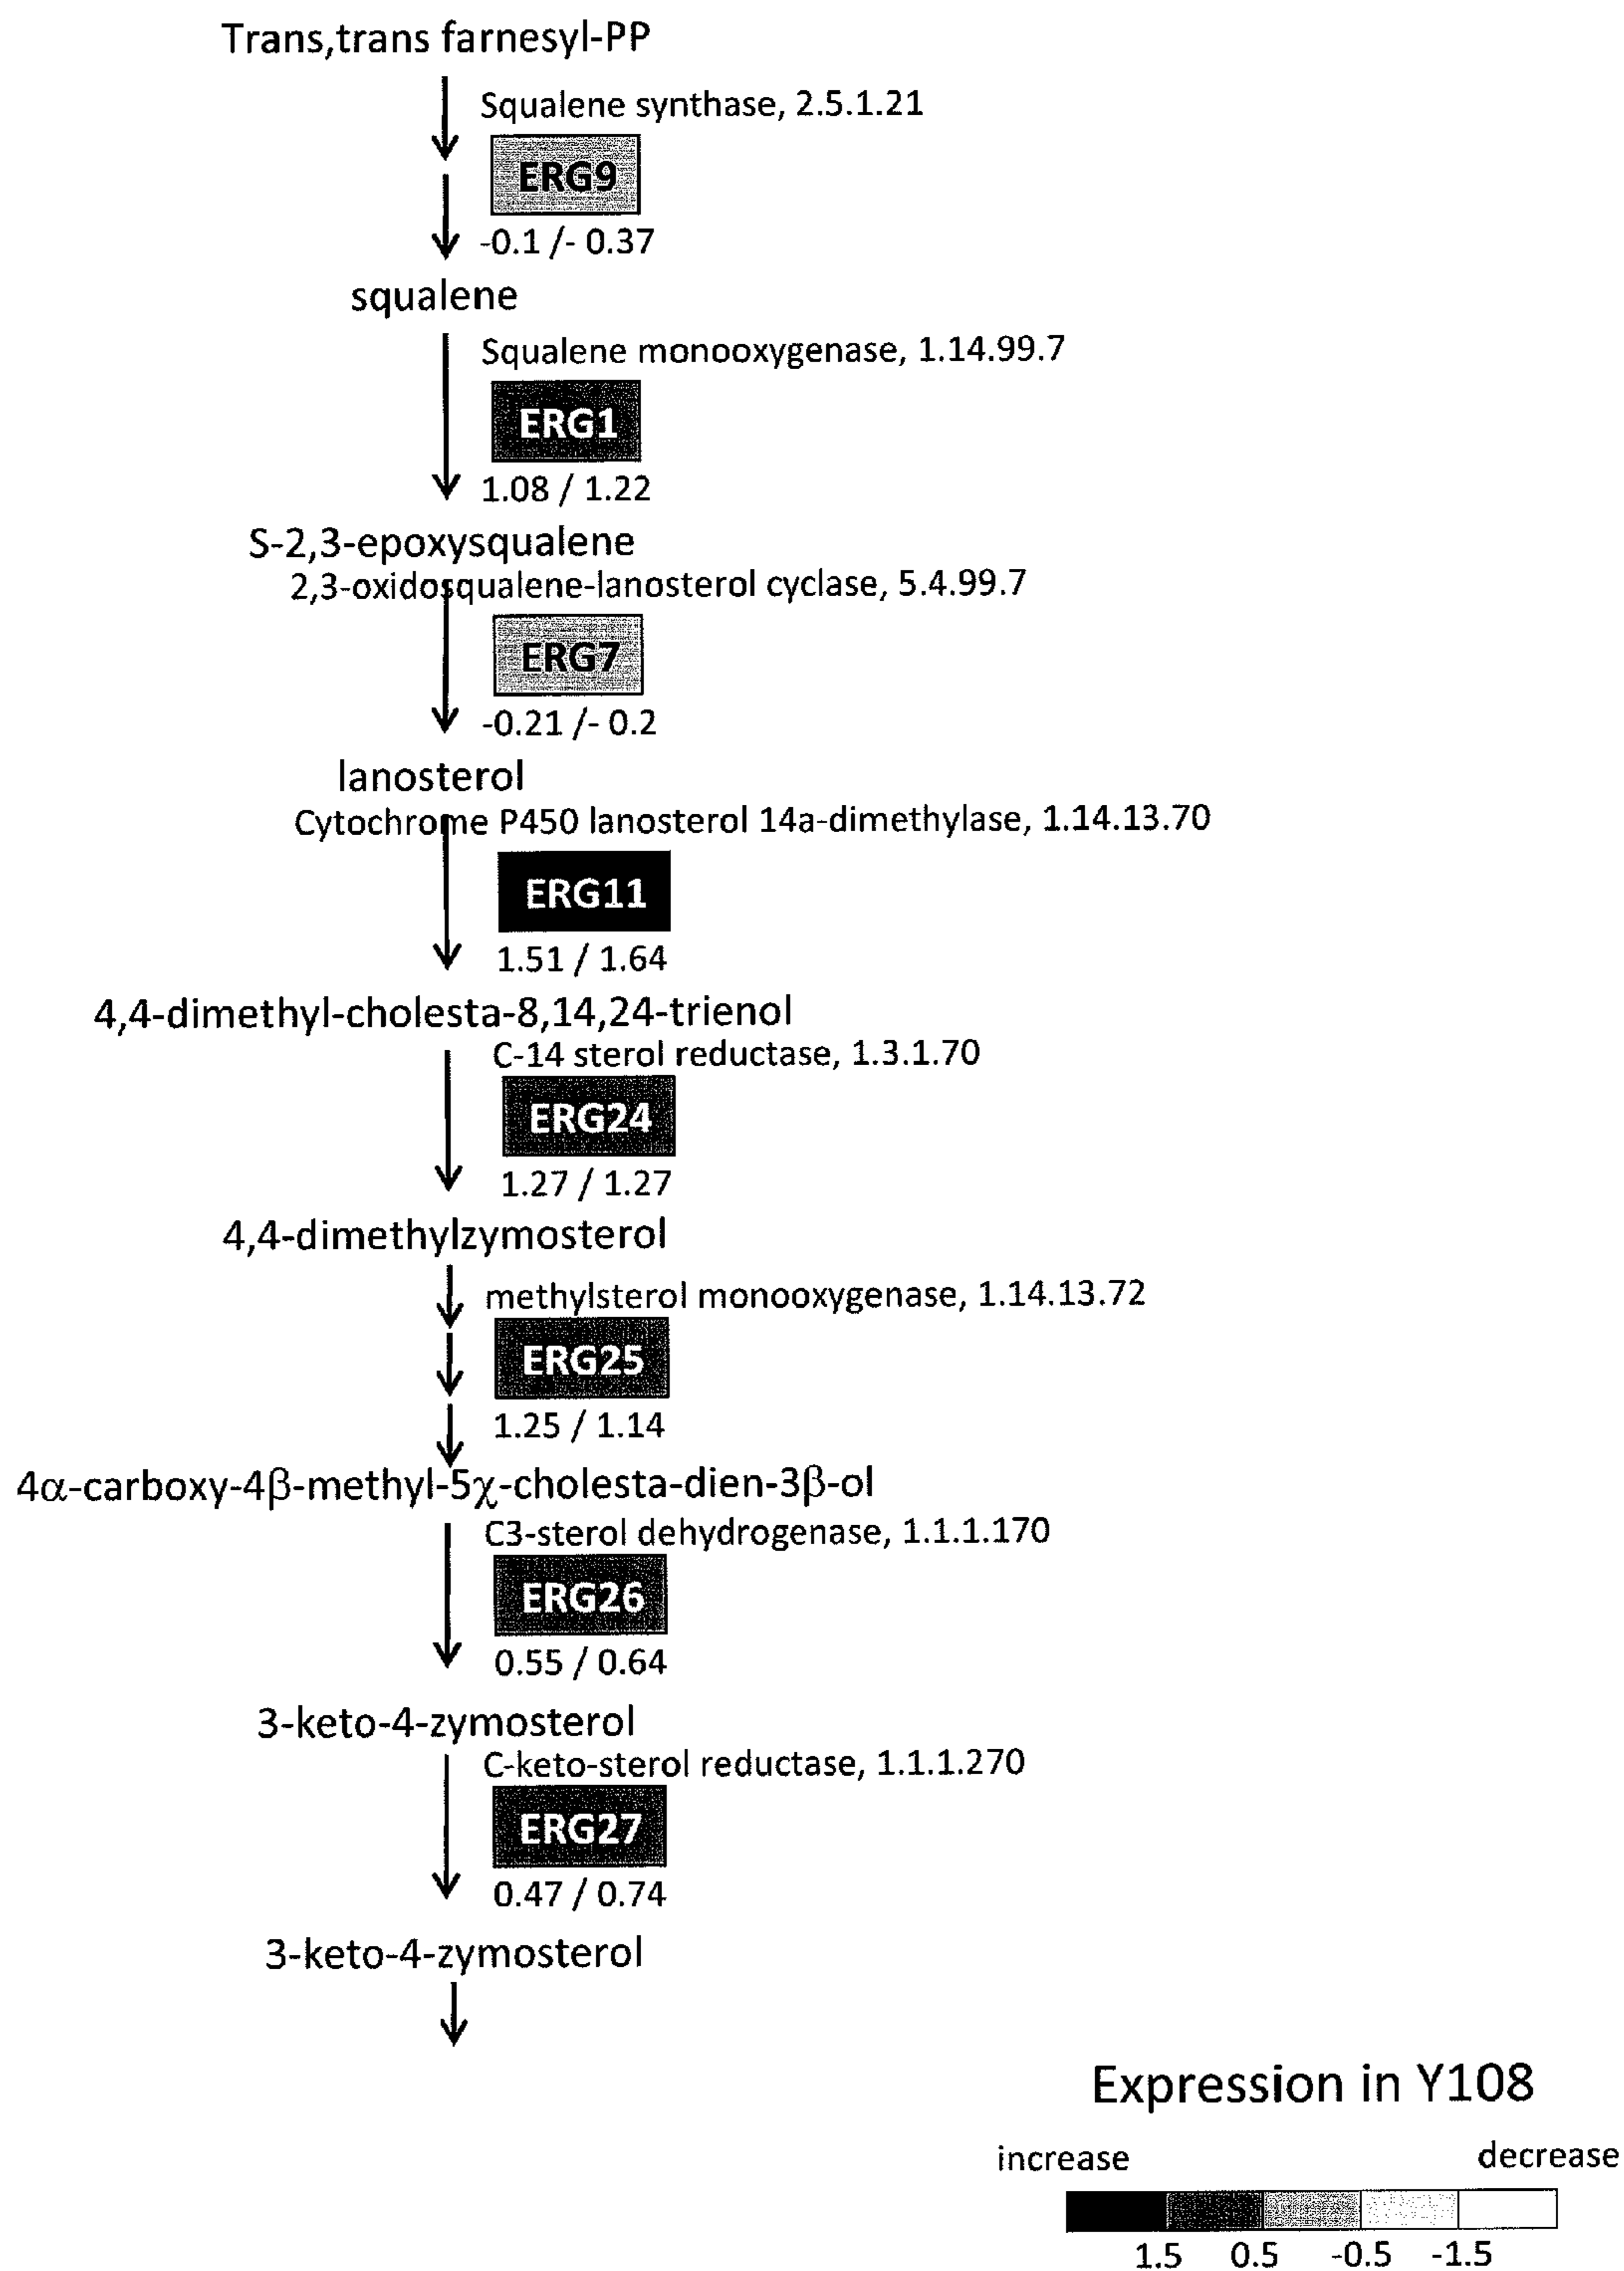 Trans,trans farnesyl-PP
Squalene synthase, 2.5.1.21
ERG9
-0.1 /- 0.37
squalene
Squalene monooxygenase, 1.14.99.7
ERG1
1.08 / 1.22
S-2,3-epoxysqualene
2,3-oxidosqualene-lanosterol cyclase, 5.4.99.7
ERG7
-0.21 /- 0.2
lanosterol
Cytochrome P450 lanosterol 14a-dimethylase, 1.14.13.70
ERG11
1.51 / 1.64
4,4-dimethyl-cholesta-8,14,24-trienol
C-14 sterol reductase, 1.3.1.70
ERG24
1.27 / 1.27
4,4-dimethylzymosterol
methylsterol monooxygenase, 1.14.13.72
ERG25
1.25 / 1.14
4α-carboxy-4β-methyl-5χ-cholesta-dien-3β-ol
C3-sterol dehydrogenase, 1.1.1.170
ERG26
0.55 / 0.64
3-keto-4-zymosterol
C-keto-sterol reductase, 1.1.1.270
ERG27
0.47 / 0.74
3-keto-4-zymosterol
Expression in Y108
increase decrease
1.5 0.5 -0.5 -1.5